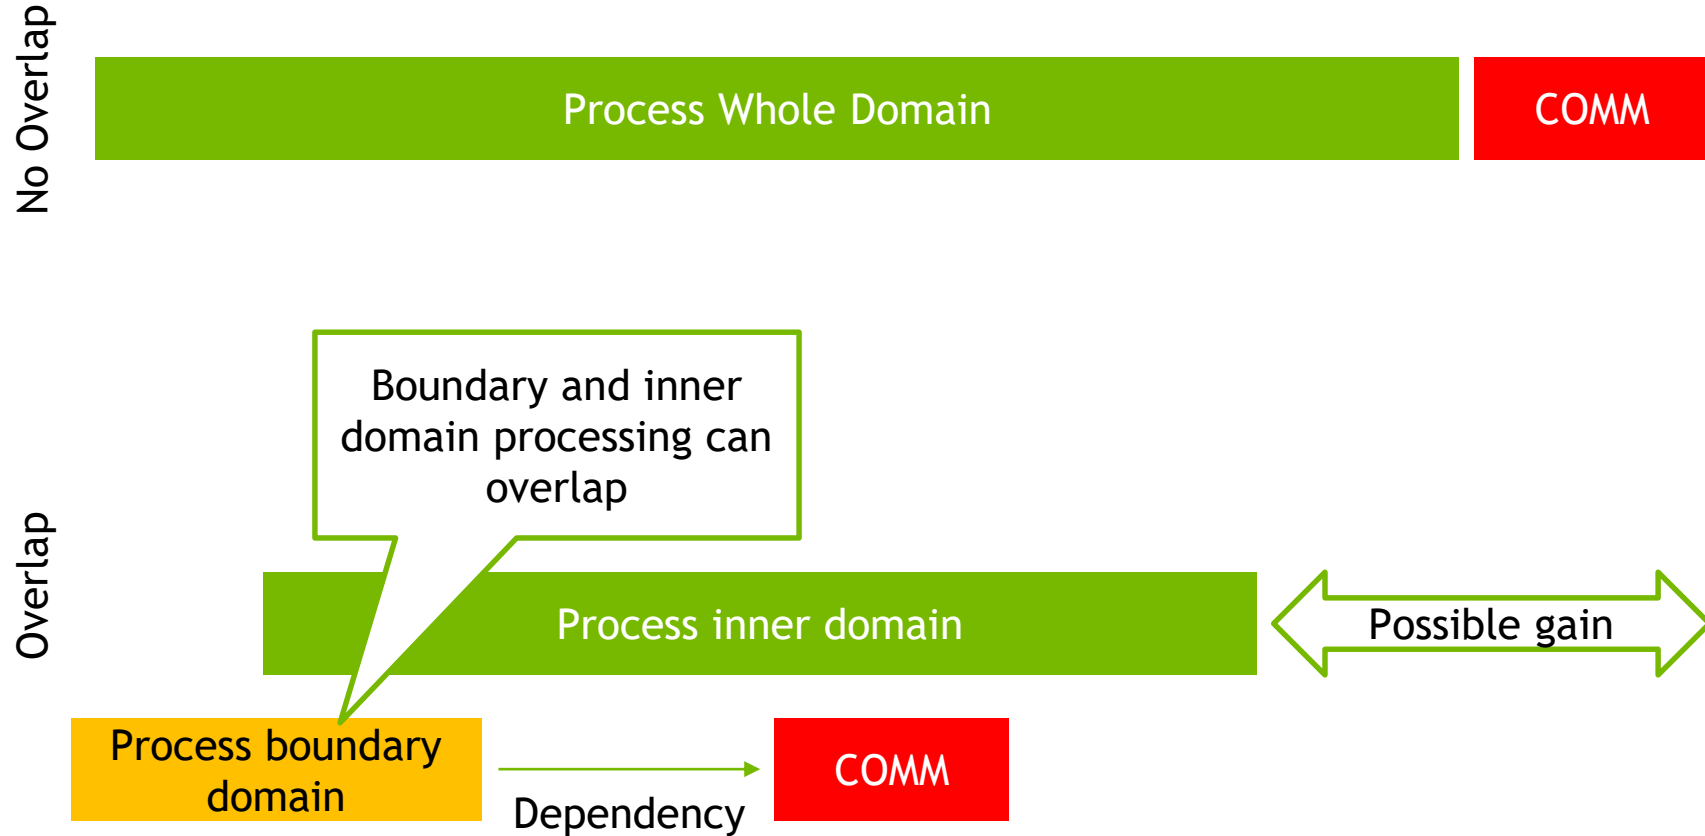 No Overlap
Process Whole Domain
COMM
Boundary and inner
domain processing can
overlap
Overlap
Process inner domain
Possible gain
Process boundary
domain
Dependency
COMM